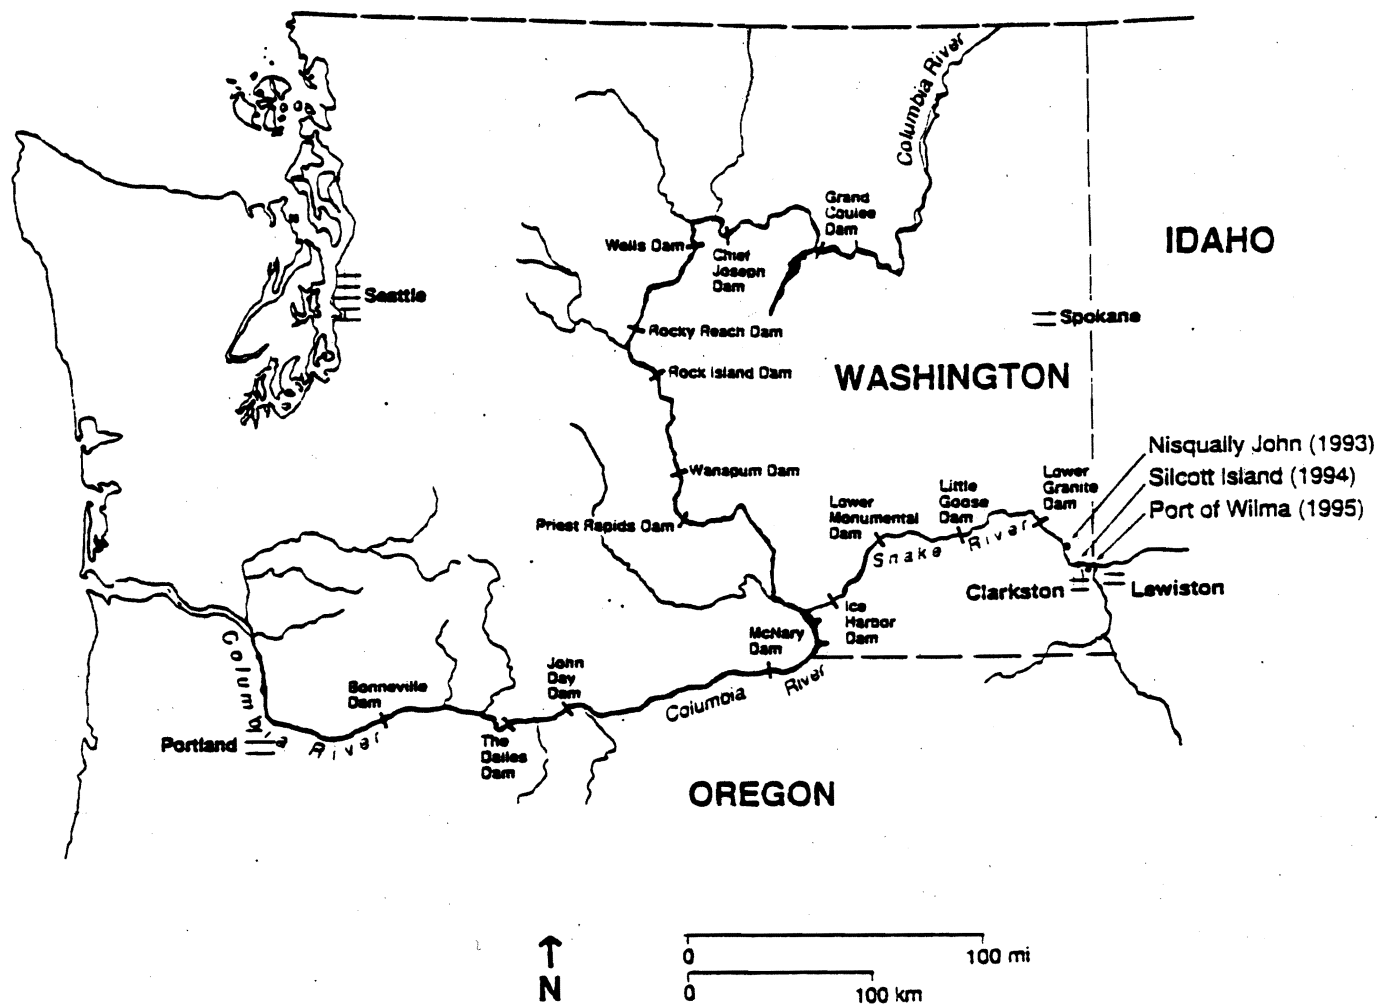 Columbia River
Grand
Coulee
Dam
IDAHO
Wells Dam
Chief
Joseph
Dam
Seattle
Spokane
Rocky Reach Dam
Rock Island Dam
WASHINGTON
Nisqually John (1993)
Silcott Island (1994)
Port of Wilma (1995)
Wanapum Dam
Lower
Granite
Dam
Little
Goose
Dam
Lower
Monumental
Dam
Priest Rapids Dam
Snake River
Clarkston
Lewiston
Ice
Harbor
Dam
McNary
Dam
John
Day
Dam
Bonneville
Dam
Columbia River
Columbia River
Portland
The
Dalles
Dam
OREGON
N
0 100 mi
0 100 km